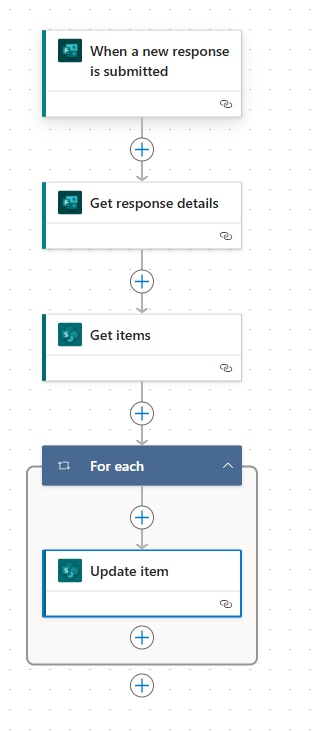 When a new response
is submitted
Get response details
Get items
For each
Update item